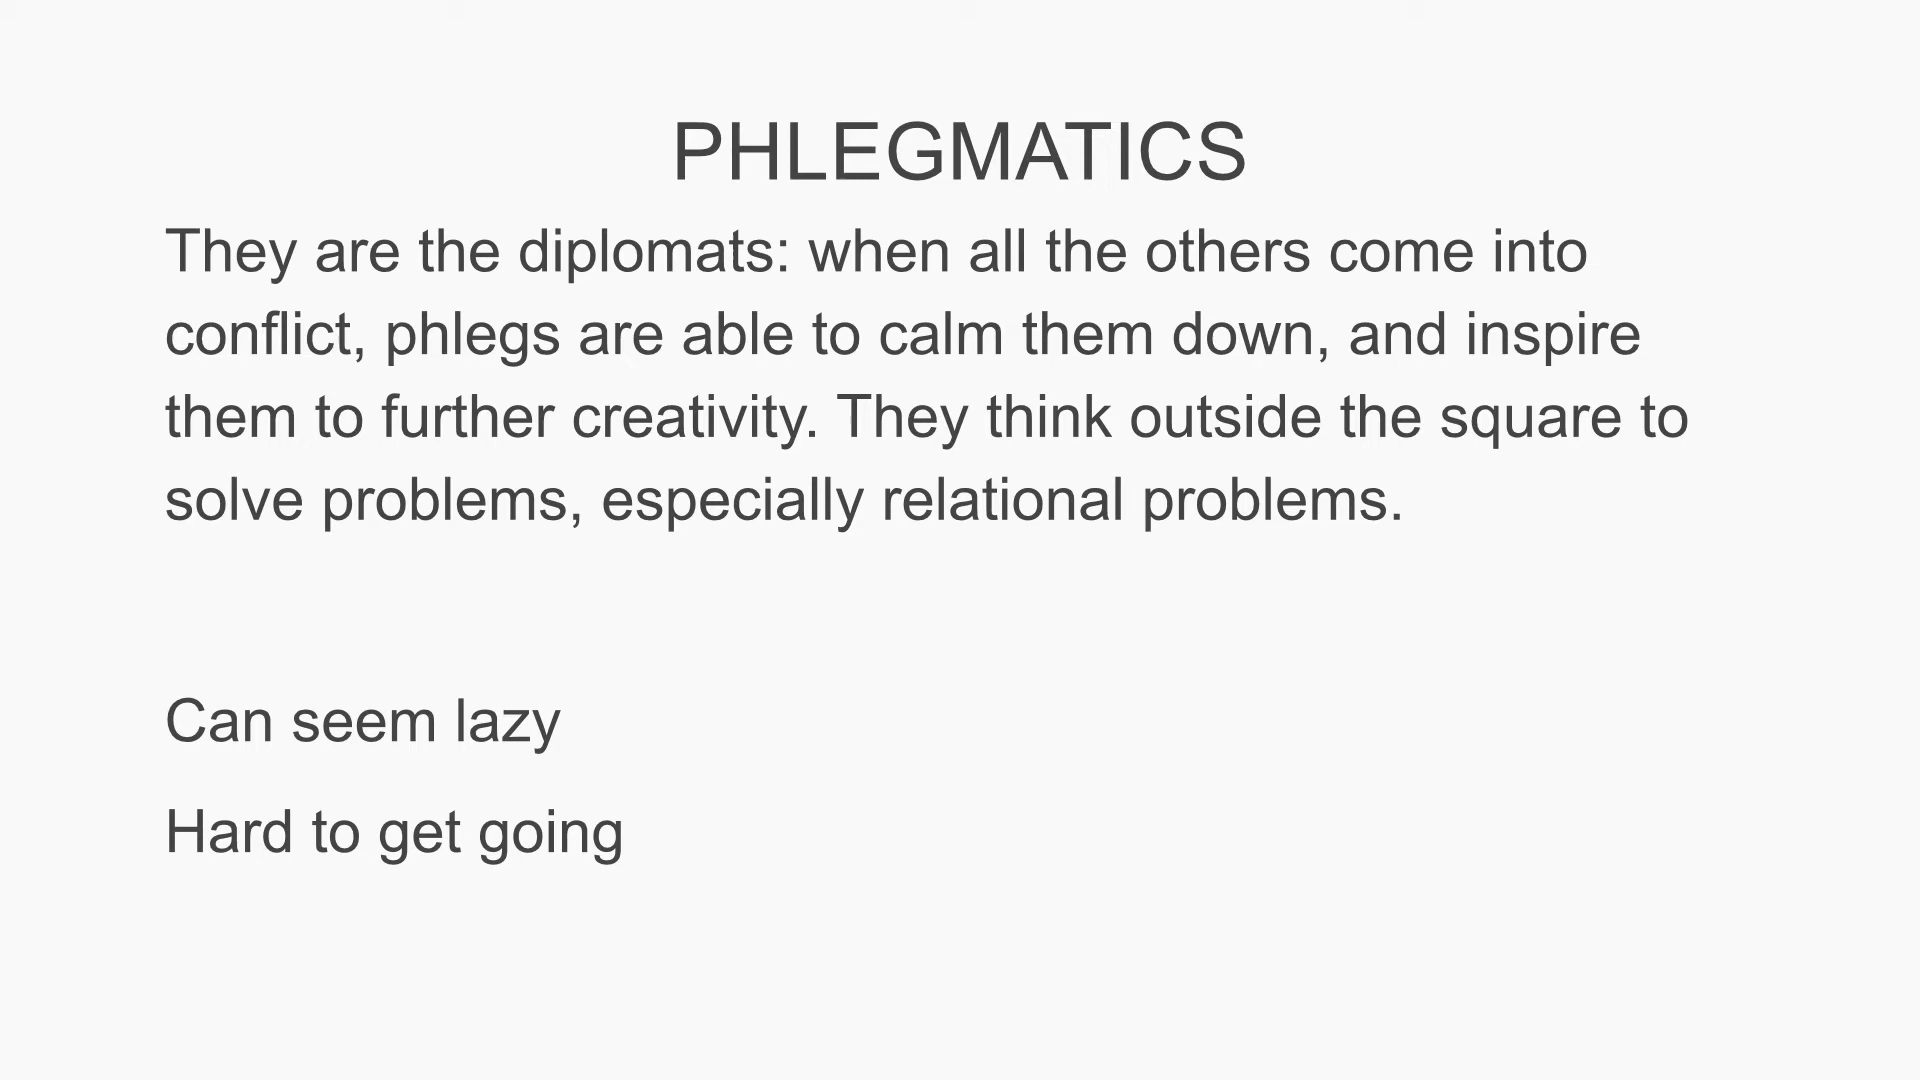 PHLEGMATICS
They are the diplomats: when all the others come into
conflict, phlegs are able to calm them down, and inspire
them to further creativity. They think outside the square to
solve problems, especially relational problems.
Can seem lazy
Hard to get going